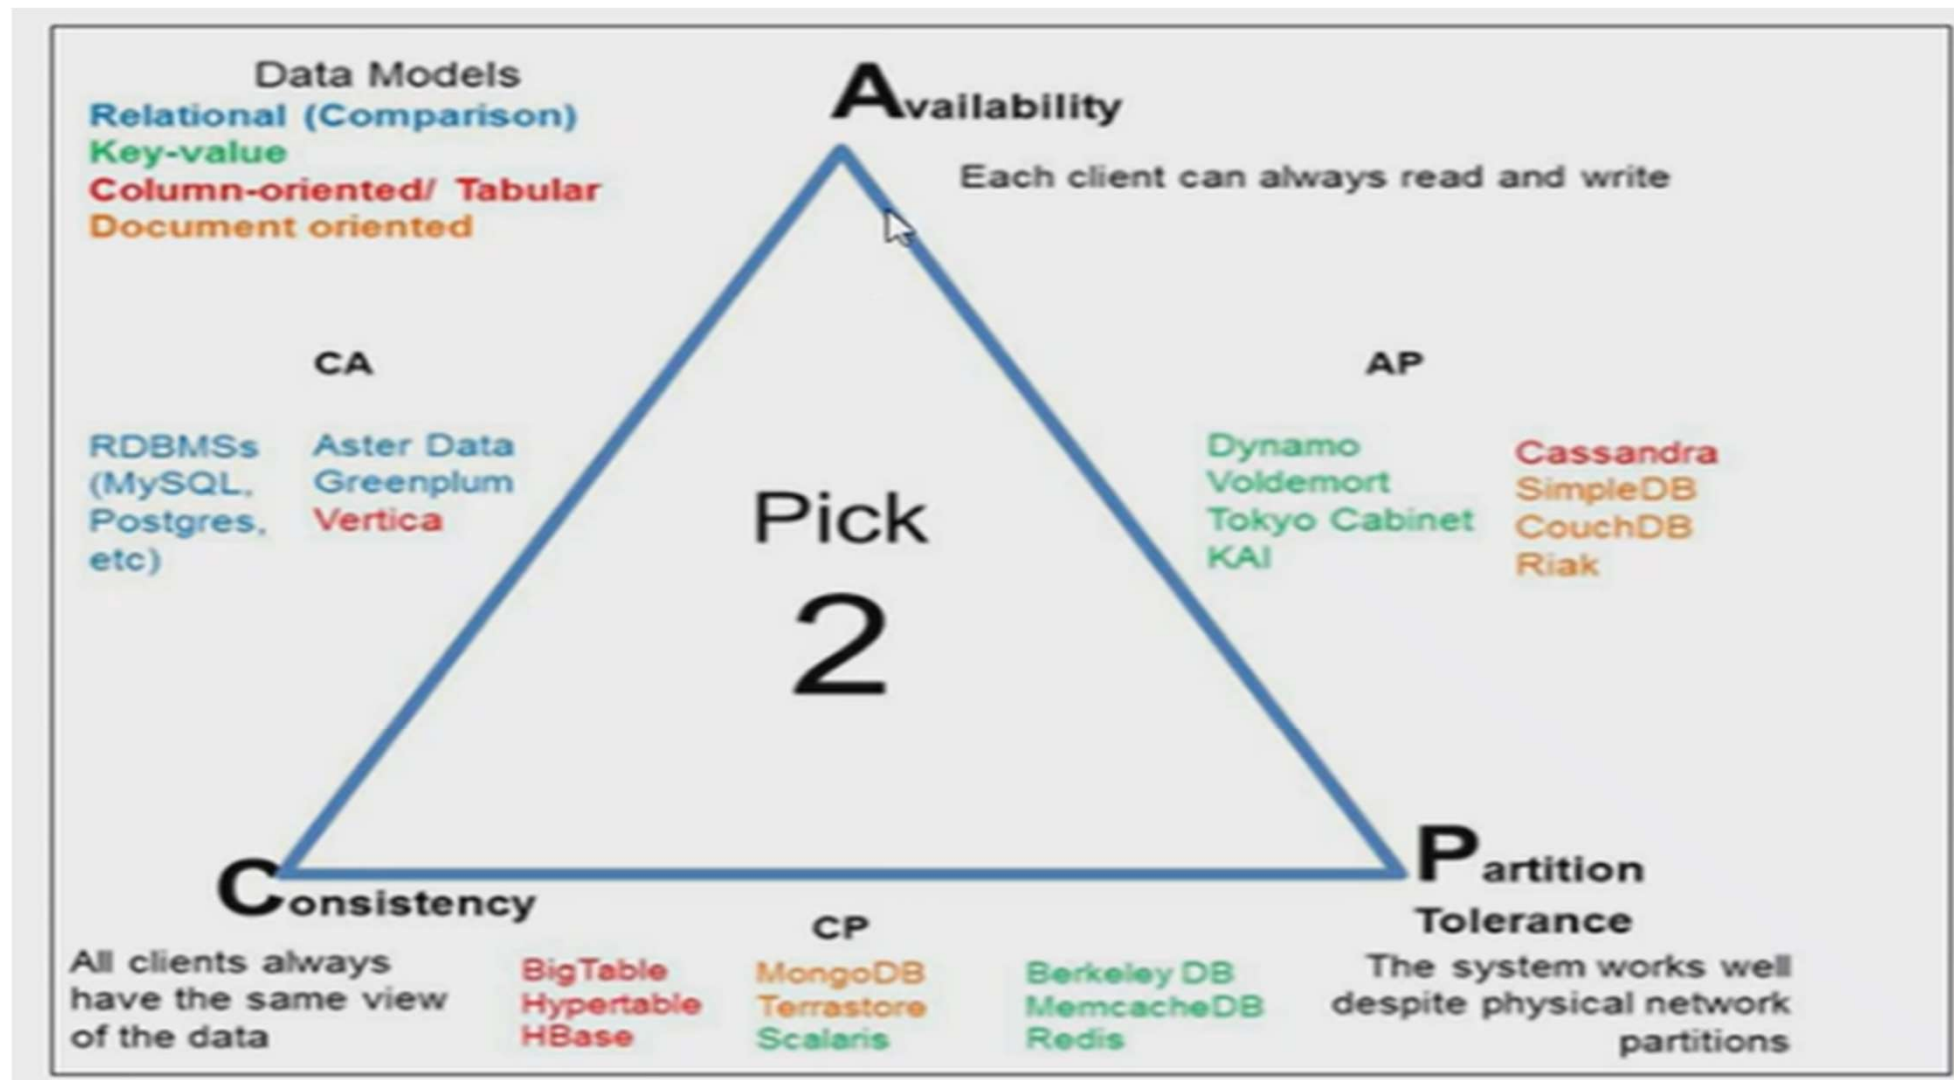 Data Models
Relational (Comparison)
Key-value
Column-oriented/ Tabular
Document oriented
Availability
Each client can always read and write
CA
RDBMSs
(MySQL,
Postgres,
etc)
Aster Data
Greenplum
Vertica
Pick
2
AP
Dynamo
Voldemort
Tokyo Cabinet
KAI
Cassandra
SimpleDB
CouchDB
Riak
Consistency
All clients always
have the same view
of the data
CP
BigTable
Hypertable
HBase
MongoDB
Terrastore
Scalaris
Berkeley DB
MemcacheDB
Redis
Partition
Tolerance
The system works well
despite physical network
partitions